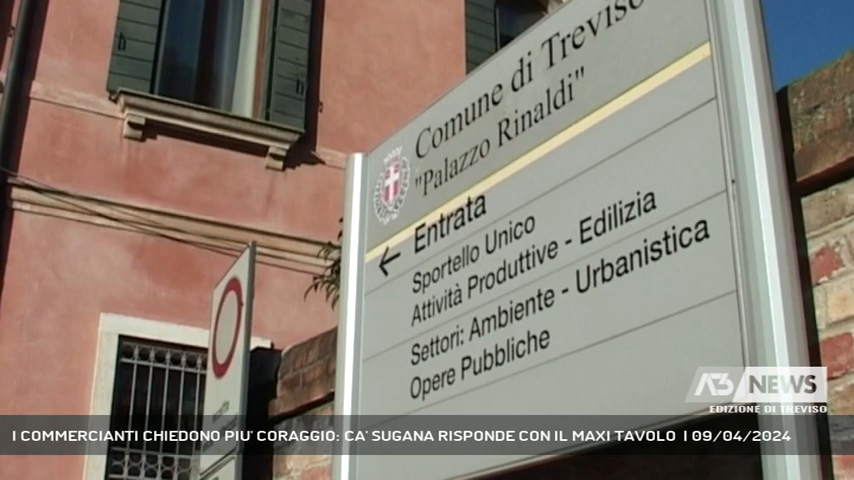 Comune di Treviso
"Palazzo Rinaldi"
← Entrata
Sportello Unico
Attività Produttive - Edilizia
Settori: Ambiente - Urbanistica
Opere Pubbliche
A3 NEWS
EDIZIONE DI TREVISO
I COMMERCIANTI CHIEDONO PIU' CORAGGIO: CA' SUGANA RISPONDE CON IL MAXI TAVOLO | 09/04/2024